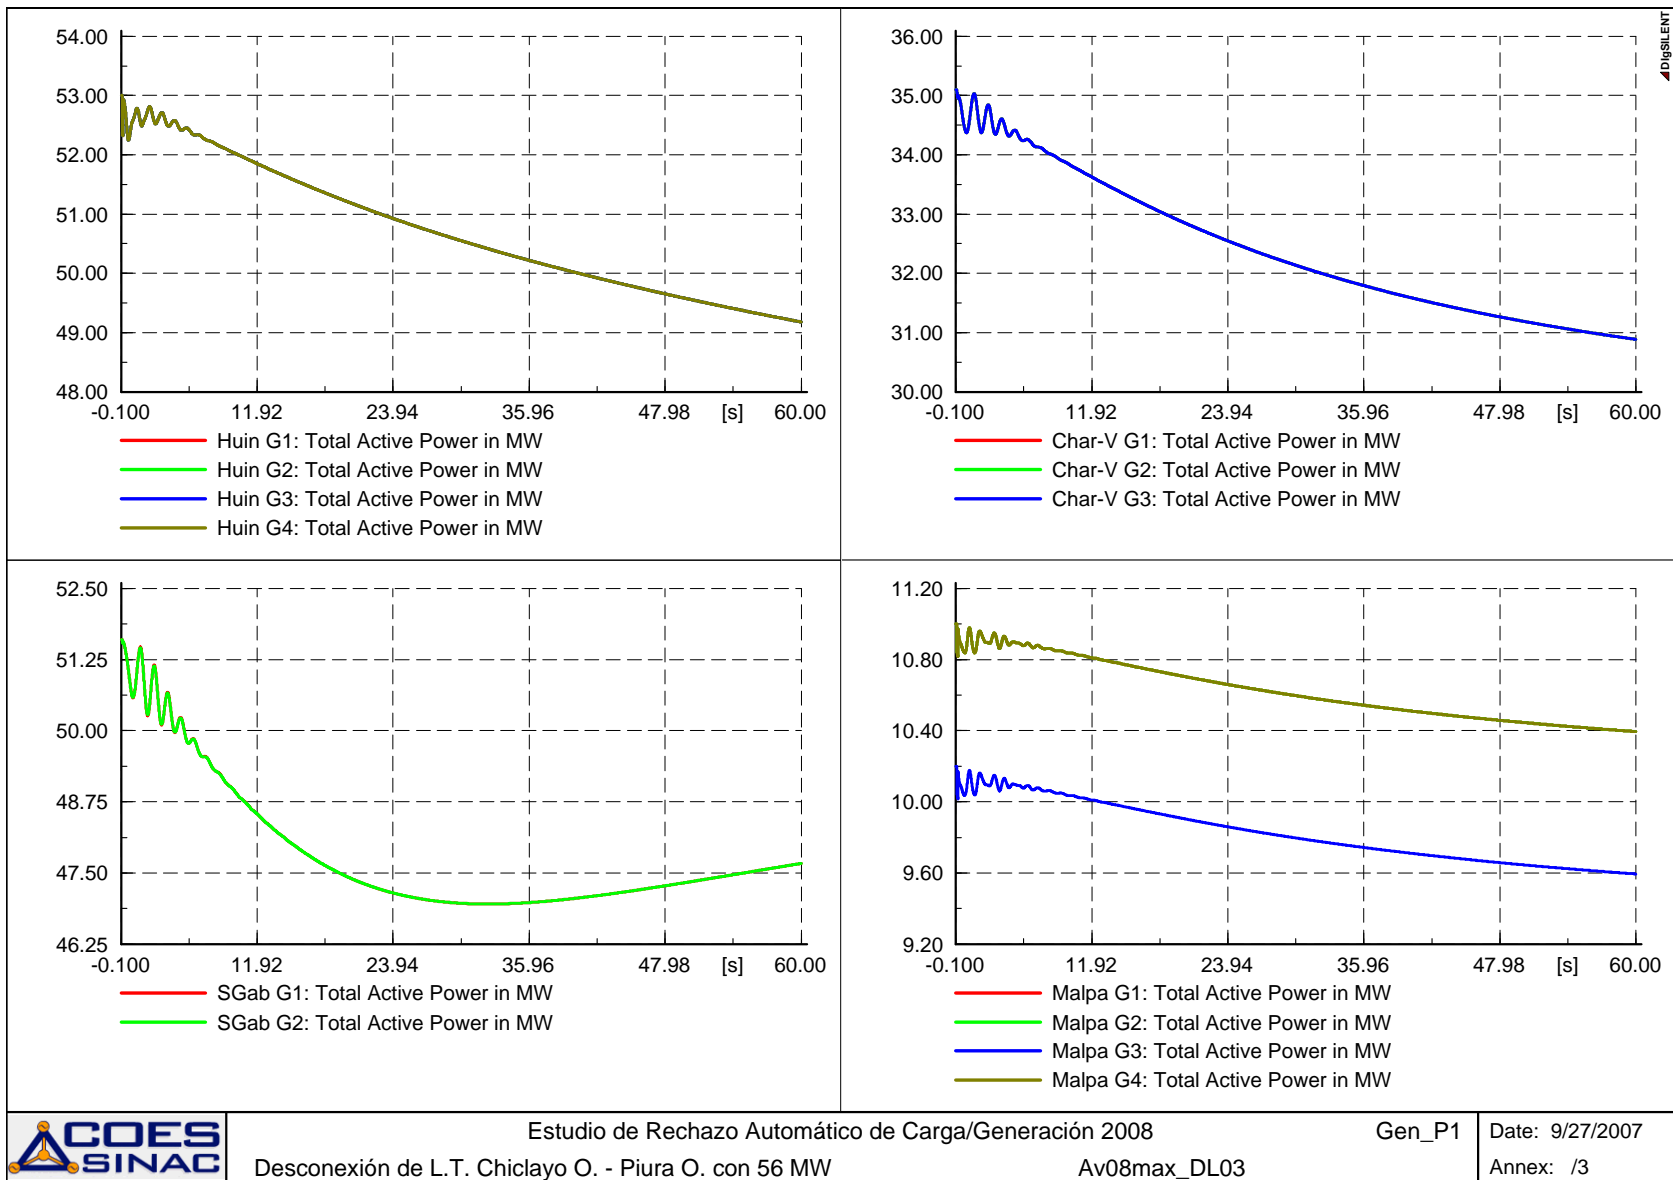 54.00
53.00
52.00
51.00
50.00
49.00
48.00
-0.100 11.92 23.94 35.96 47.98 [s] 60.00
Huin G1: Total Active Power in MW
Huin G2: Total Active Power in MW
Huin G3: Total Active Power in MW
Huin G4: Total Active Power in MW
36.00
35.00
34.00
33.00
32.00
31.00
30.00
-0.100 11.92 23.94 35.96 47.98 [s] 60.00
Char-V G1: Total Active Power in MW
Char-V G2: Total Active Power in MW
Char-V G3: Total Active Power in MW
DIgSILENT
52.50
51.25
50.00
48.75
47.50
46.25
-0.100 11.92 23.94 35.96 47.98 [s] 60.00
SGab G1: Total Active Power in MW
SGab G2: Total Active Power in MW
11.20
10.80
10.40
10.00
9.60
9.20
-0.100 11.92 23.94 35.96 47.98 [s] 60.00
Malpa G1: Total Active Power in MW
Malpa G2: Total Active Power in MW
Malpa G3: Total Active Power in MW
Malpa G4: Total Active Power in MW
COES
SINAC
Estudio de Rechazo Automático de Carga/Generación 2008 Gen_P1
Desconexión de L.T. Chiclayo O. - Piura O. con 56 MW Av08max_DL03
Date: 9/27/2007
Annex: /3